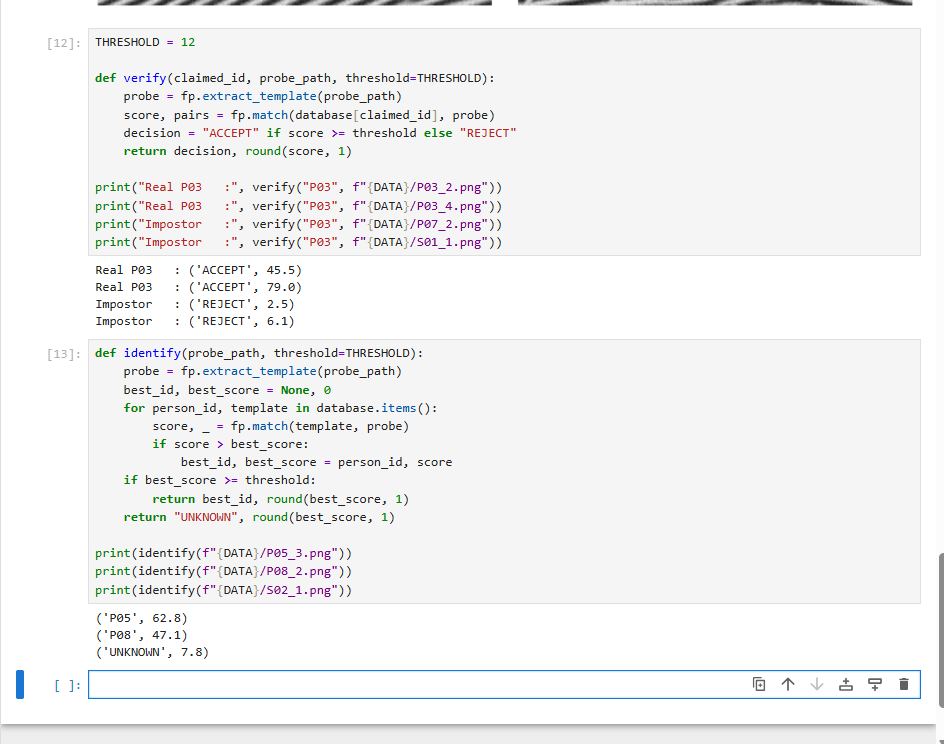 [12]:
THRESHOLD = 12
def verify(claimed_id, probe_path, threshold=THRESHOLD):
    probe = fp.extract_template(probe_path)
    score, pairs = fp.match(database[claimed_id], probe)
    decision = "ACCEPT" if score >= threshold else "REJECT"
    return decision, round(score, 1)
print("Real P03   :", verify("P03", f"{DATA}/P03_2.png"))
print("Real P03   :", verify("P03", f"{DATA}/P03_4.png"))
print("Impostor   :", verify("P03", f"{DATA}/P07_2.png"))
print("Impostor   :", verify("P03", f"{DATA}/S01_1.png"))
Real P03   : ('ACCEPT', 45.5)
Real P03   : ('ACCEPT', 79.0)
Impostor   : ('REJECT', 2.5)
Impostor   : ('REJECT', 6.1)
[13]:
def identify(probe_path, threshold=THRESHOLD):
    probe = fp.extract_template(probe_path)
    best_id, best_score = None, 0
    for person_id, template in database.items():
        score, _ = fp.match(template, probe)
        if score > best_score:
            best_id, best_score = person_id, score
    if best_score >= threshold:
        return best_id, round(best_score, 1)
    return "UNKNOWN", round(best_score, 1)
print(identify(f"{DATA}/P05_3.png"))
print(identify(f"{DATA}/P08_2.png"))
print(identify(f"{DATA}/S02_1.png"))
('P05', 62.8)
('P08', 47.1)
('UNKNOWN', 7.8)
[ ]: